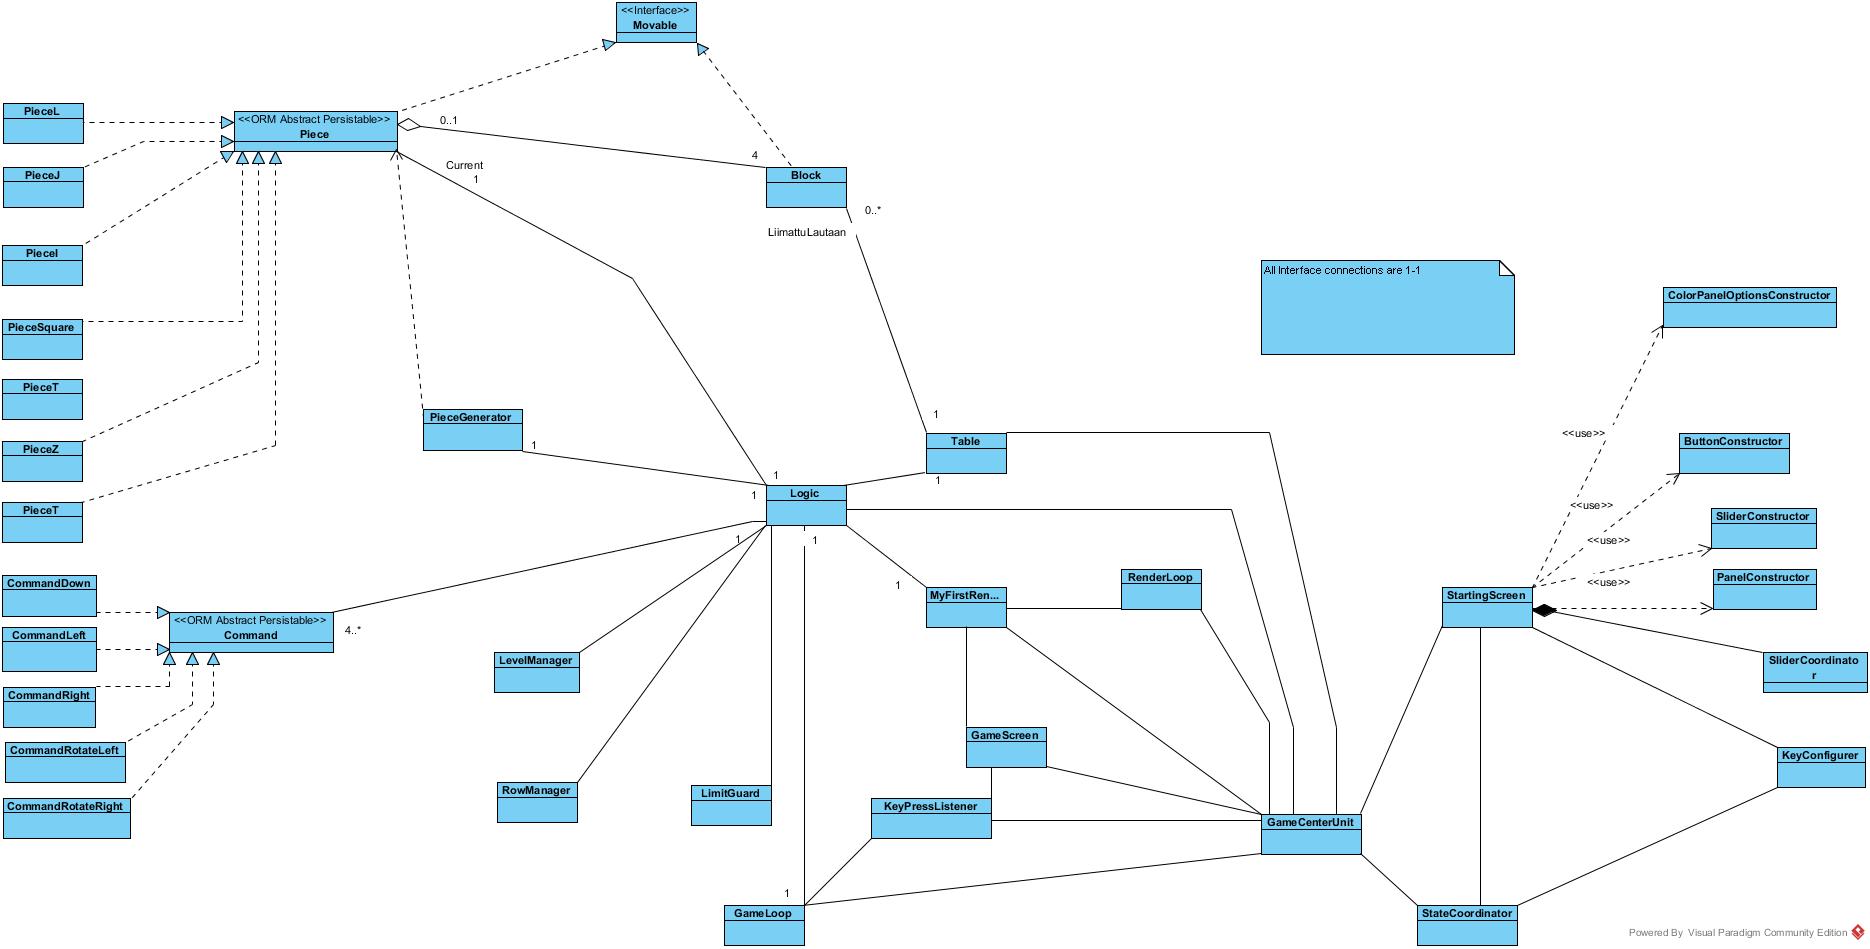 <<Interface>>
Movable
PieceL
<<ORM Abstract Persistable>>
Piece
0..1
4
Current
1
PieceJ
Block
0..*
LiimattuLautaan
PieceI
All Interface connections are 1-1
ColorPanelOptionsConstructor
PieceSquare
PieceT
PieceGenerator
1
1
Table
<<use>>
ButtonConstructor
PieceZ
1
1
1
Logic
<<use>>
PieceT
SliderConstructor
1
1
<<use>>
CommandDown
<<ORM Abstract Persistable>>
Command
4..*
CommandLeft
1
MyFirstRen...
RenderLoop
StartingScreen
<<use>>
PanelConstructor
LevelManager
SliderCoordinato
r
CommandRight
CommandRotateLeft
GameScreen
KeyConfigurer
RowManager
LimitGuard
CommandRotateRight
KeyPressListener
GameCenterUnit
1
GameLoop
StateCoordinator
Powered By Visual Paradigm Community Edition